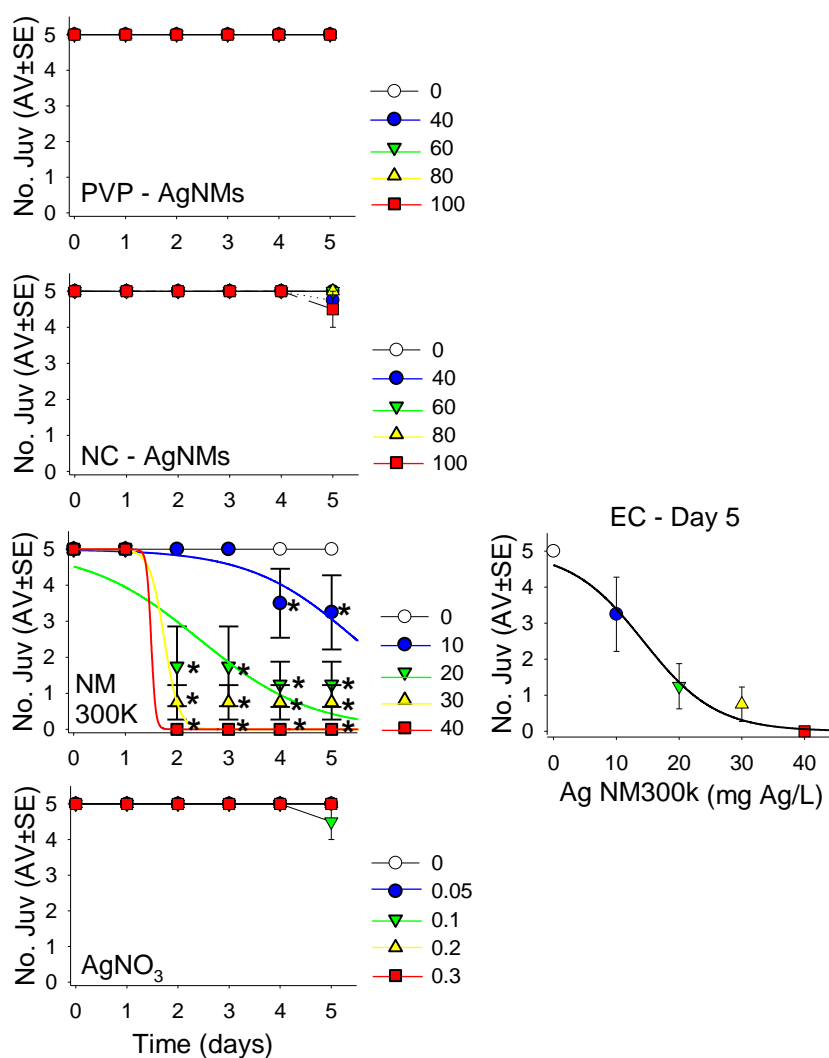 No. Juv (AV±SE)
5
4
3
2
1
0
PVP - AgNMs
0 1 2 3 4 5
0
40
60
80
100
No. Juv (AV±SE)
5
4
3
2
1
0
NC - AgNMs
0 1 2 3 4 5
0
40
60
80
100
No. Juv (AV±SE)
5
4
3
2
1
0
NM
300K
* * * *
* * * * *
* * * *
* * * *
0 1 2 3 4 5
0
10
20
30
40
EC - Day 5
No. Juv (AV±SE)
5
4
3
2
1
0
0 10 20 30 40
Ag NM300k (mg Ag/L)
No. Juv (AV±SE)
5
4
3
2
1
0
AgNO₃
0 1 2 3 4 5
Time (days)
0
0.05
0.1
0.2
0.3